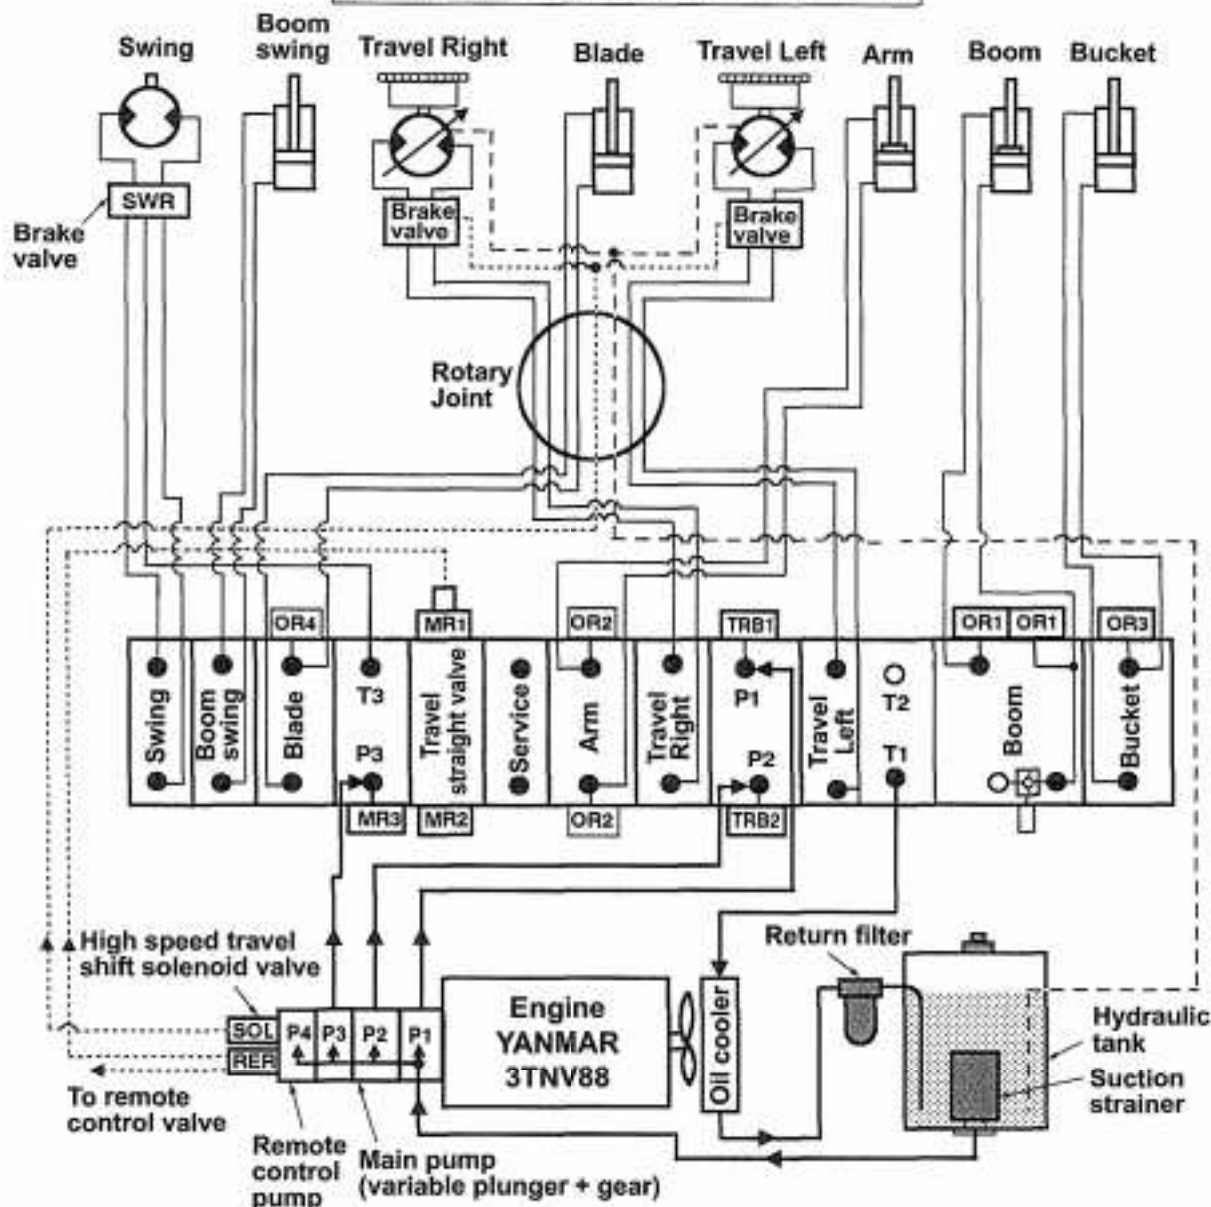 Swing
Boom
swing
Travel Right
Blade
Travel Left
Arm
Boom
Bucket
SWR
Brake
valve
Brake
valve
Brake
valve
Rotary
Joint
OR4
MR1
OR2
TRB1
OR1
OR1
OR3
Swing
Boom
swing
Blade
T3
P3
Travel
straight valve
Service
Arm
Travel
Right
P1
P2
Travel
Left
T2
T1
Boom
Bucket
MR3
MR2
OR2
TRB2
High speed travel
shift solenoid valve
SOL
RER
P4
P3
P2
P1
Engine
YANMAR
3TNV88
Oil cooler
Return filter
Hydraulic
tank
Suction
strainer
To remote
control valve
Remote
control
pump
Main pump
(variable plunger + gear)